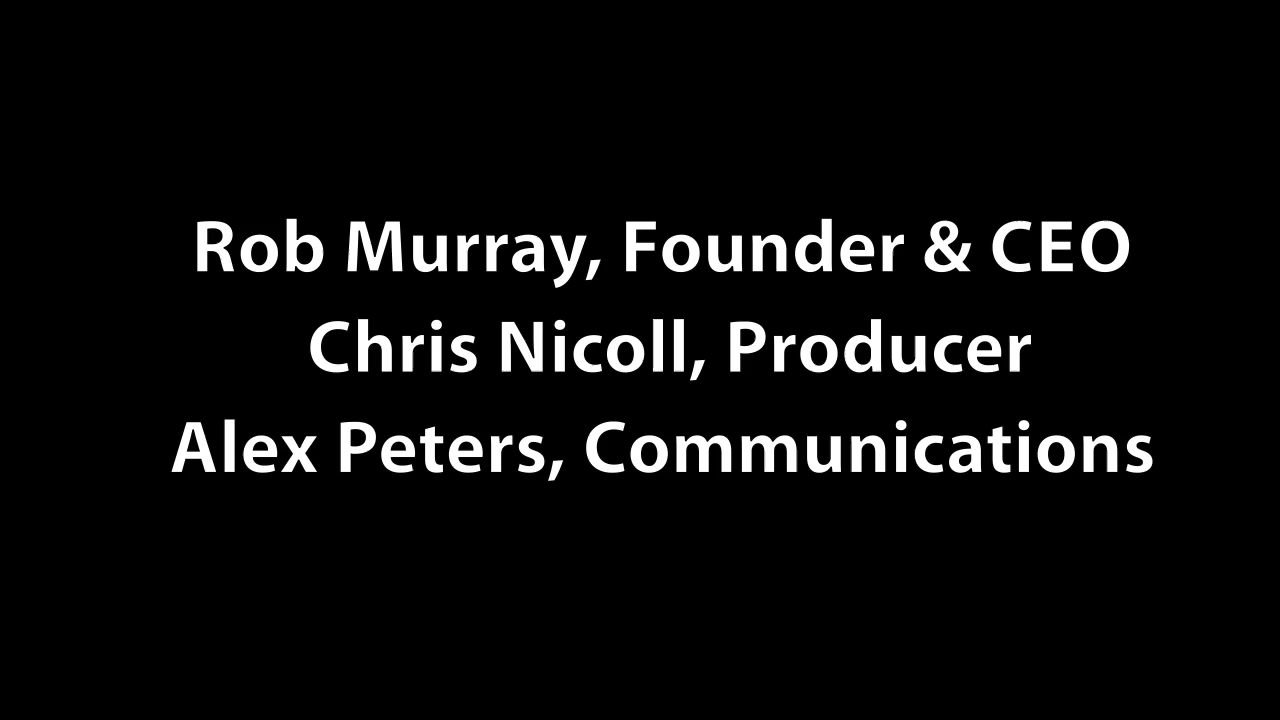 Rob Murray, Founder & CEO
Chris Nicoll, Producer
Alex Peters, Communications